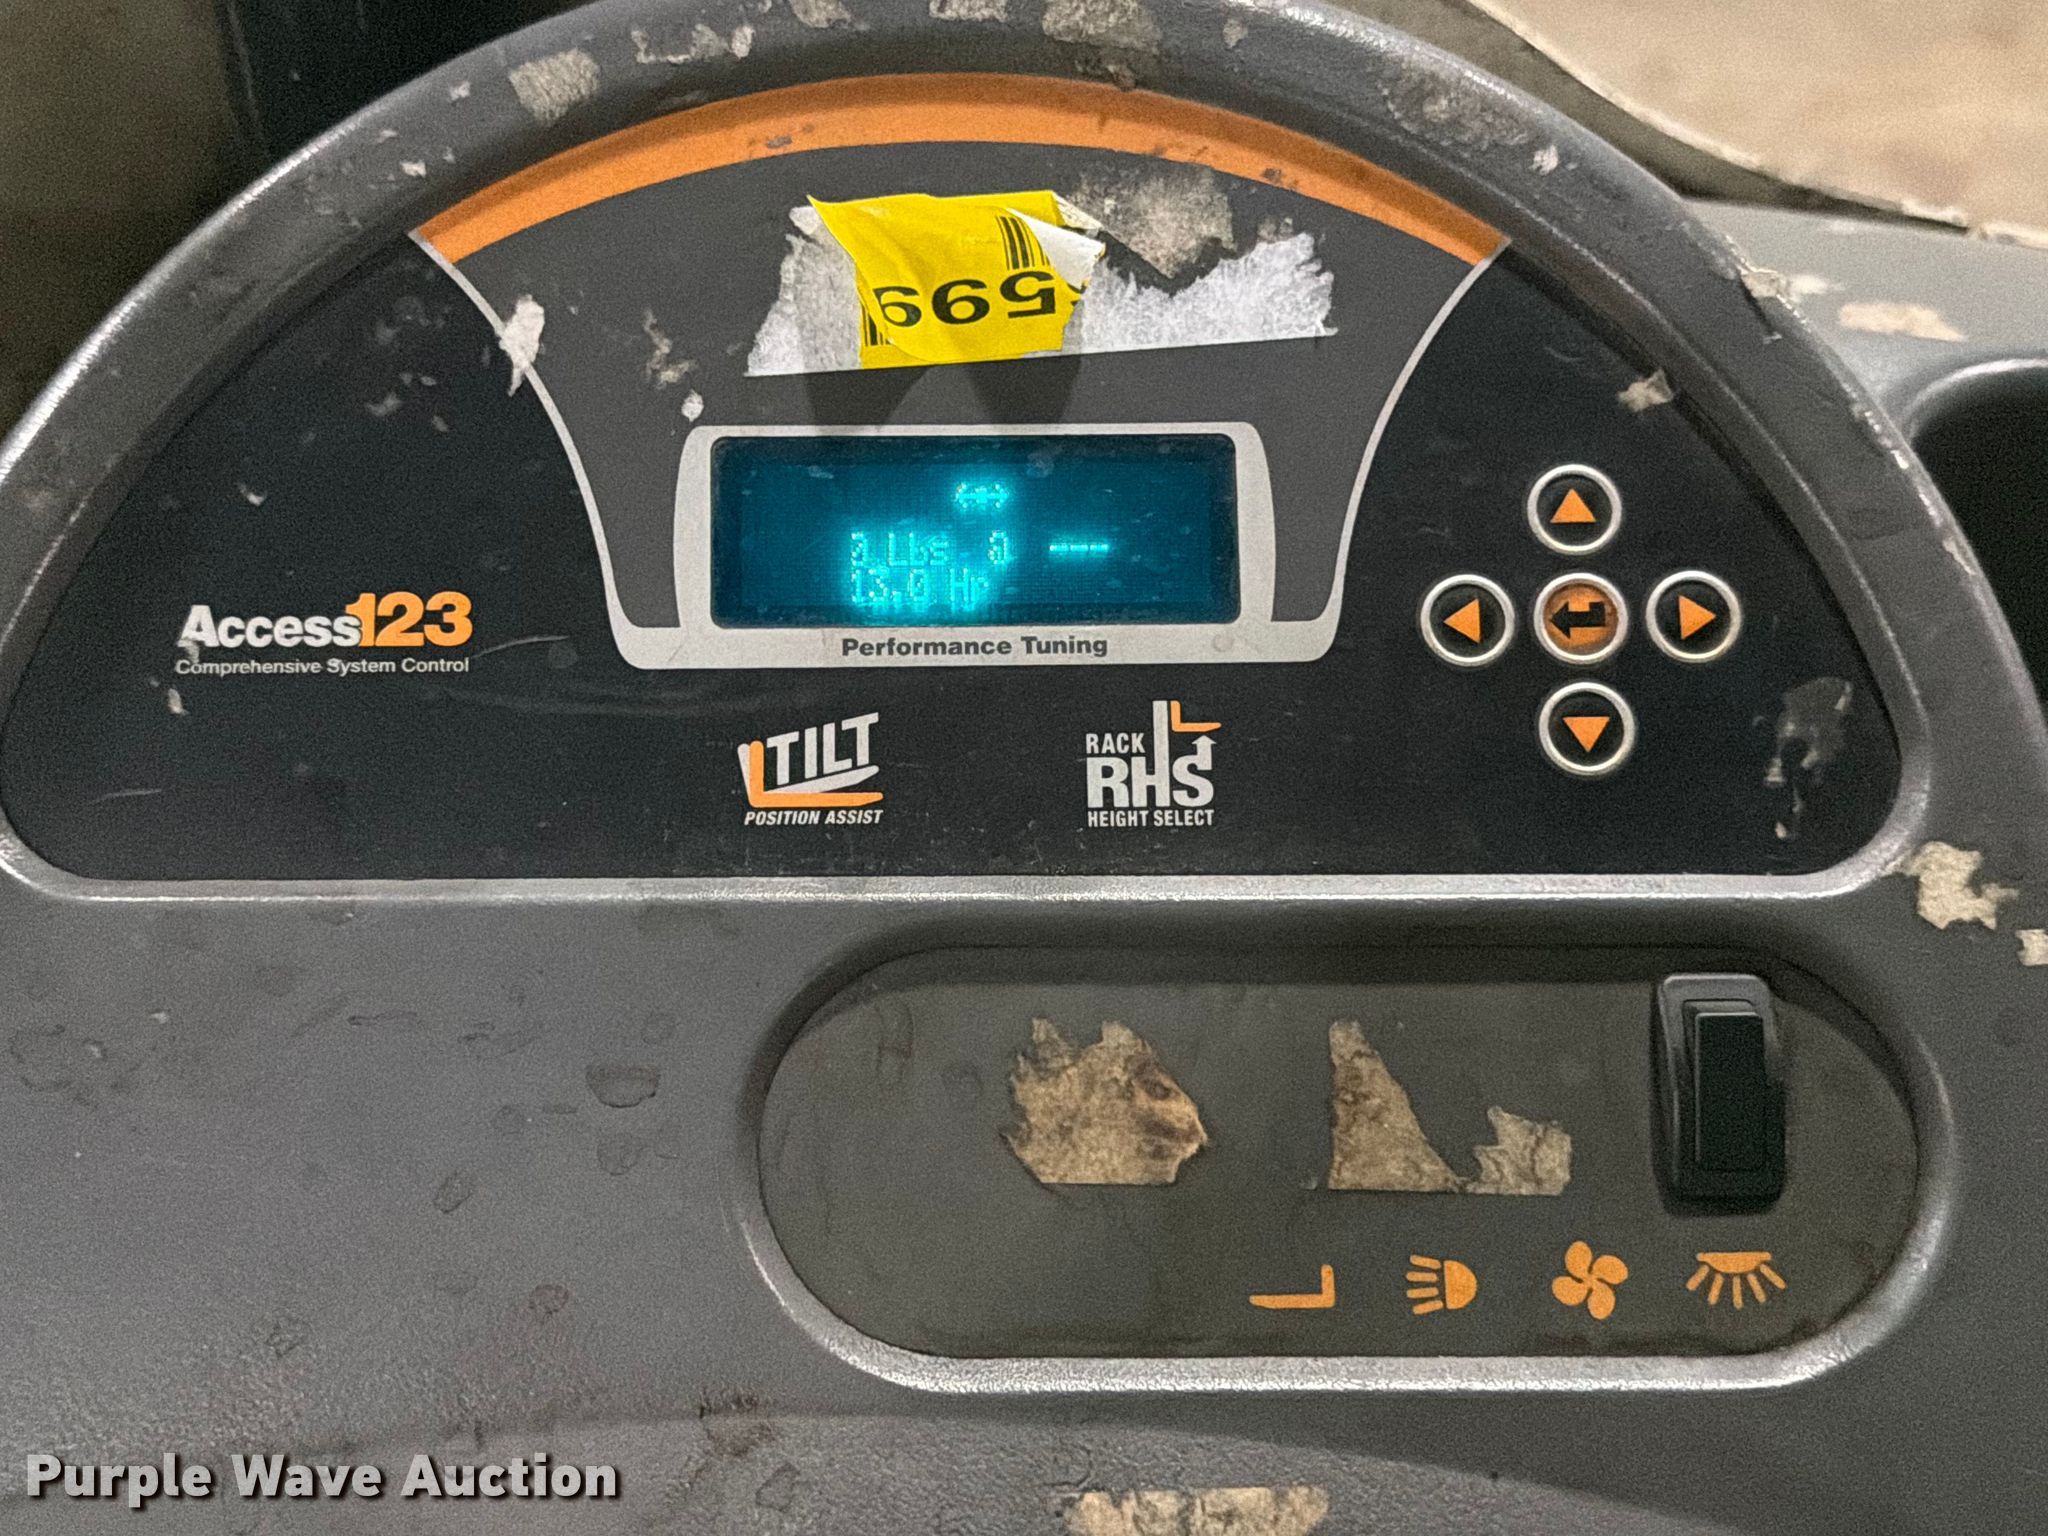 599
0 Lbs 0 ----
13.0 Hr
Performance Tuning
Access123
Comprehensive System Control
TILT
POSITION ASSIST
RACK
RHS
HEIGHT SELECT
Purple Wave Auction